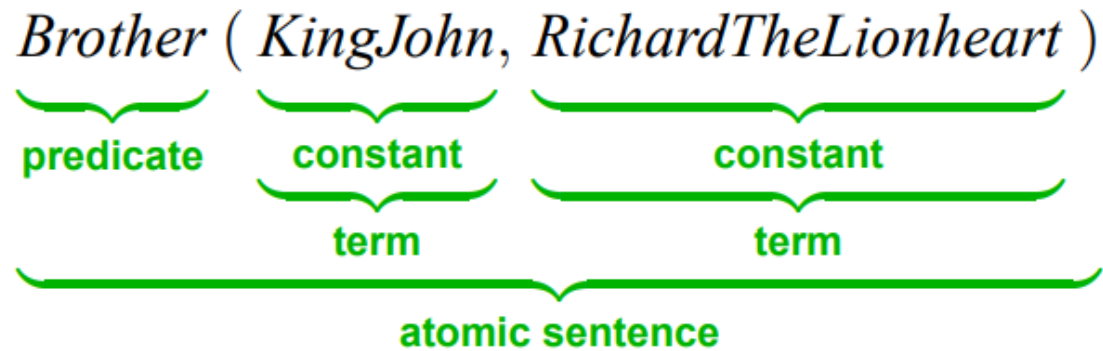 Brother ( KingJohn, RichardTheLionheart )
predicate constant constant
term term
atomic sentence